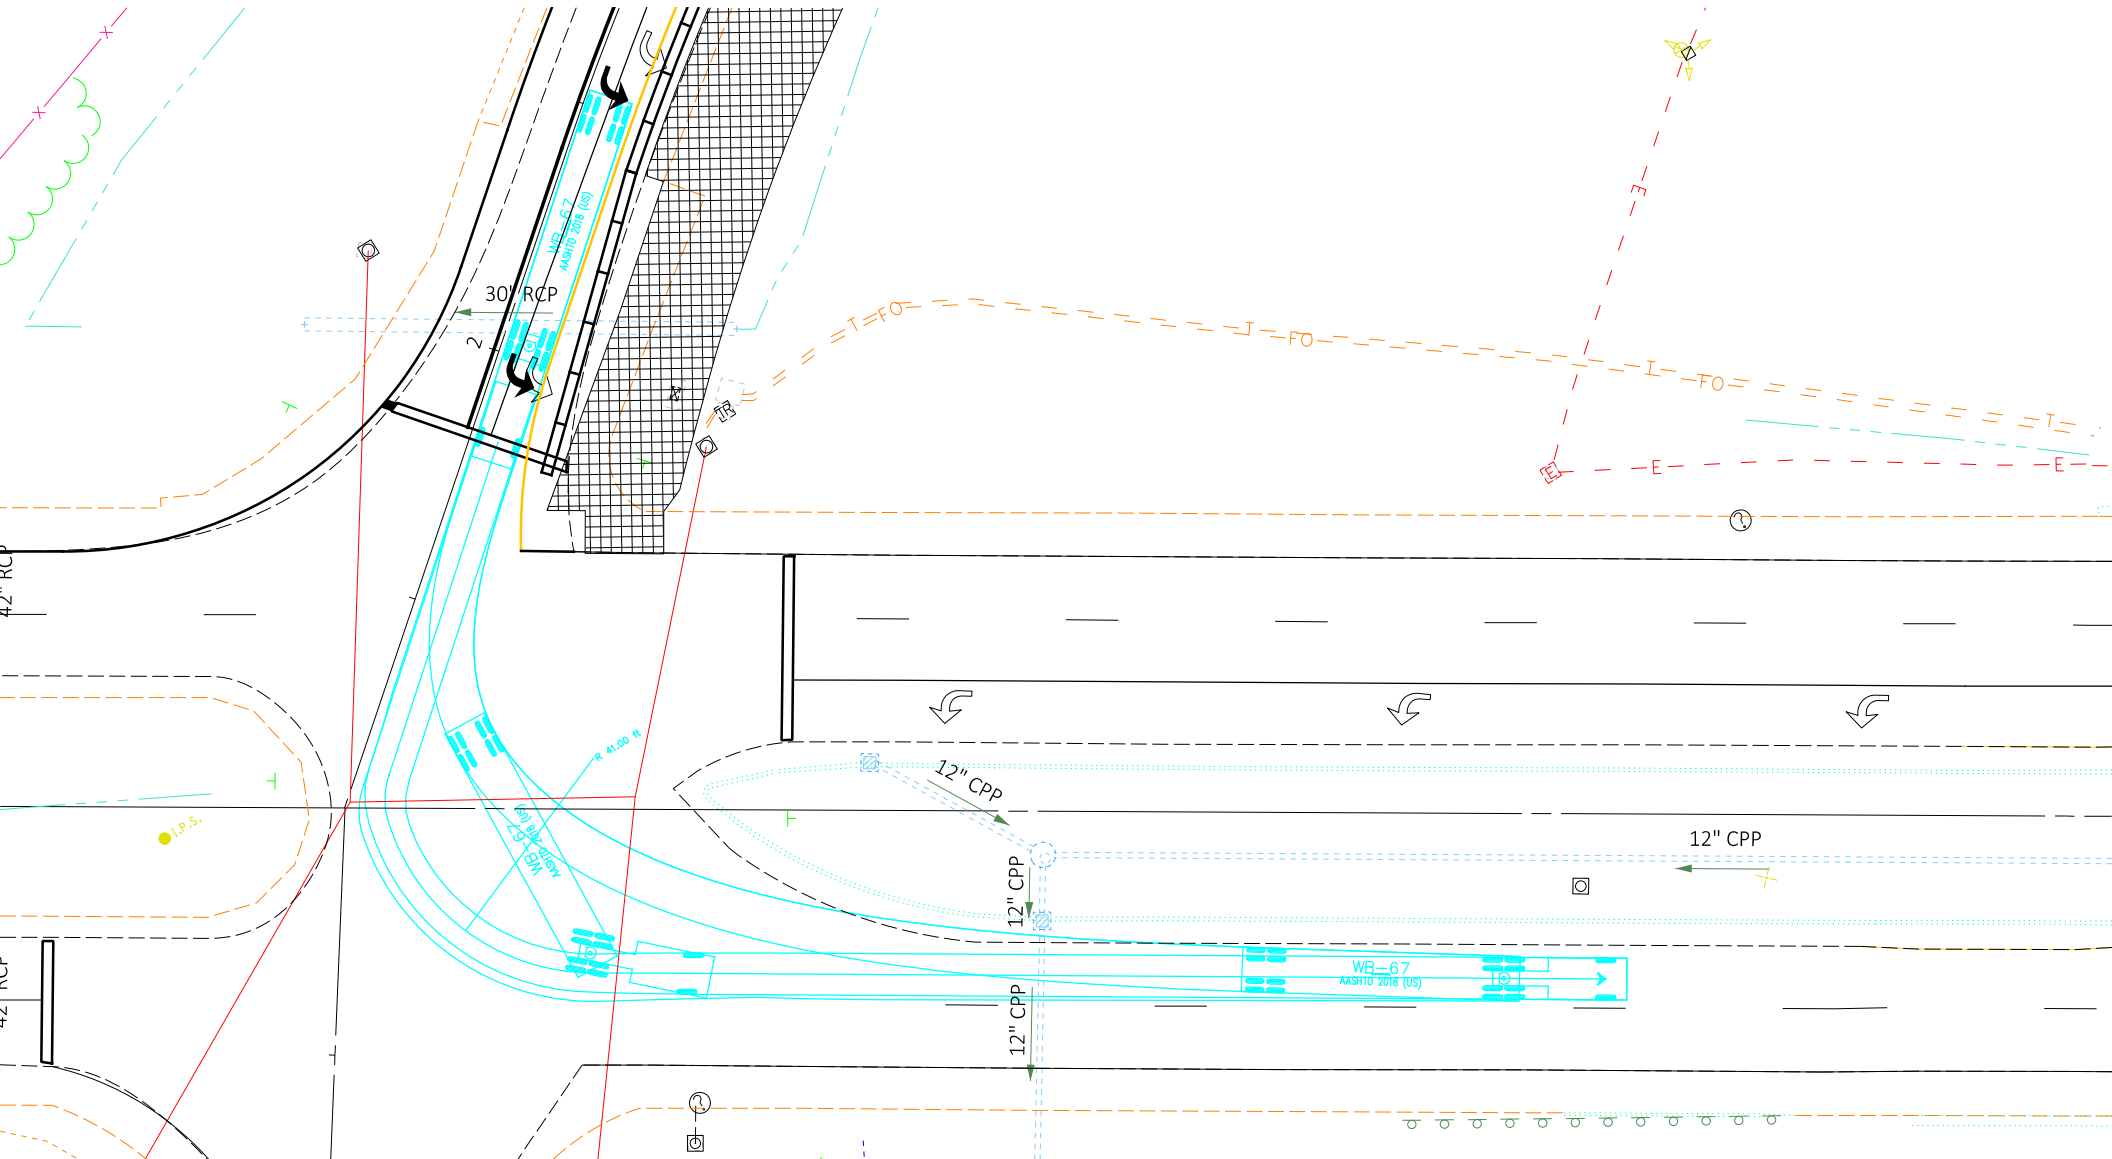 X
X
WB-67
AASHTO 2018 (US)
E
30' RCP
2
T
FO
T
FO
T
FO
T
TR
E
E
E
42" RCP
R 41.00 ft
WB-67
AASHTO 2018 (US)
I.P.S.
12" CPP
12" CPP
12" CPP
WB-67
AASHTO 2018 (US)
42" RCP
12" CPP